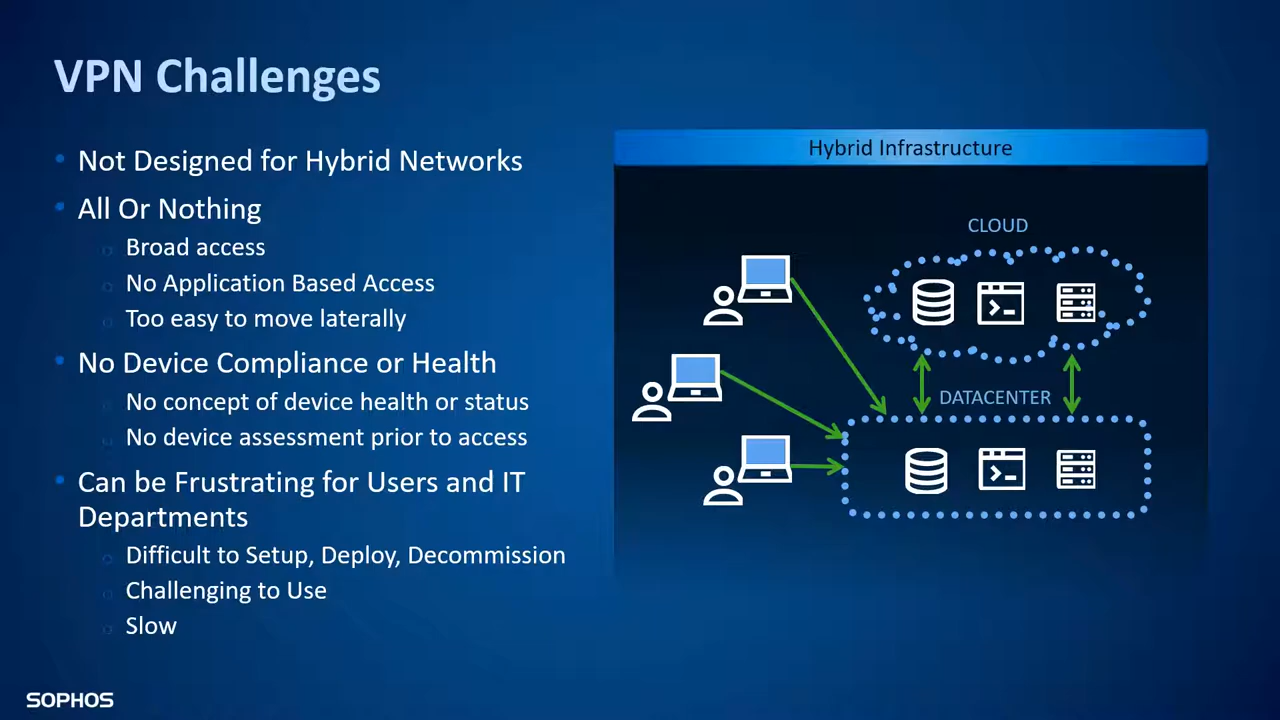 VPN Challenges
Not Designed for Hybrid Networks
All Or Nothing
Broad access
No Application Based Access
Too easy to move laterally
No Device Compliance or Health
No concept of device health or status
No device assessment prior to access
Can be Frustrating for Users and IT
Departments
Difficult to Setup, Deploy, Decommission
Challenging to Use
Slow
Hybrid Infrastructure
CLOUD
DATACENTER
SOPHOS